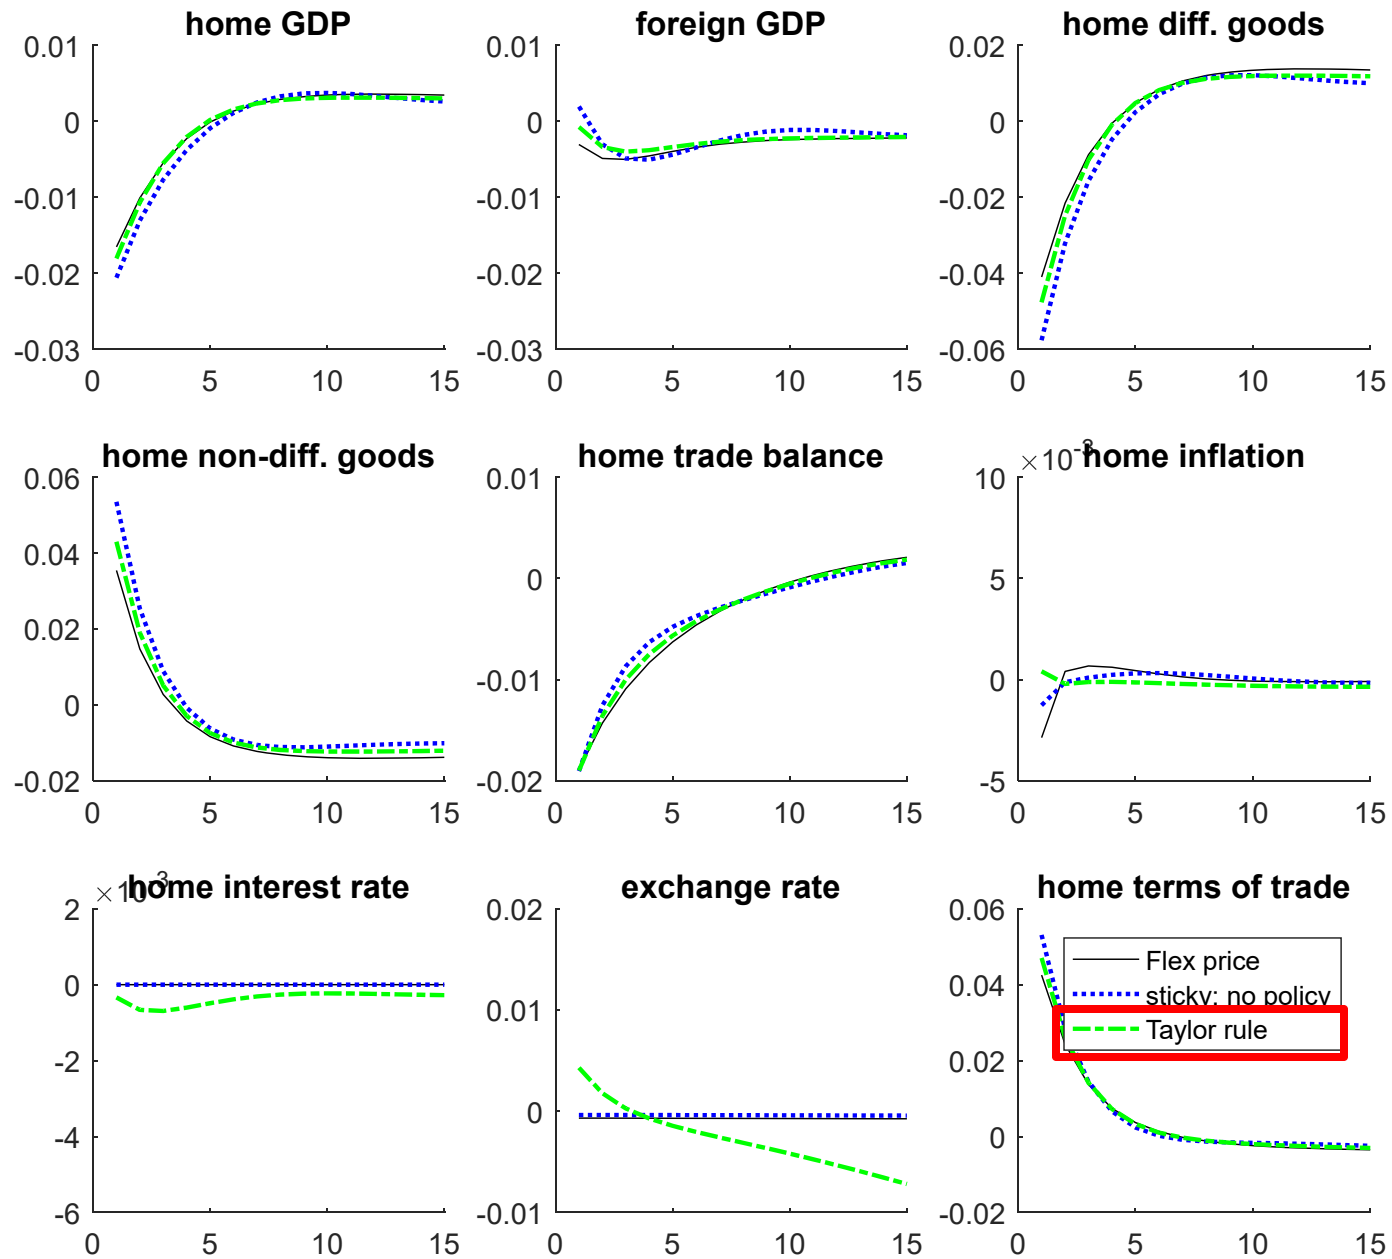 home GDP
foreign GDP
home diff. goods
0.01
0
-0.01
-0.02
-0.03
0 5 10 15
0.01
0
-0.01
-0.02
-0.03
0 5 10 15
0.02
0
-0.02
-0.04
-0.06
0 5 10 15
home non-diff. goods
home trade balance
×10-3
home inflation
0.06
0.04
0.02
0
-0.02
0 5 10 15
0.01
0
-0.01
-0.02
0 5 10 15
10
5
0
-5
0 5 10 15
×10-3
home interest rate
exchange rate
home terms of trade
2
0
-2
-4
-6
0 5 10 15
0.02
0.01
0
-0.01
0 5 10 15
0.06
0.04
0.02
0
-0.02
0 5 10 15
Flex price
sticky: no policy
Taylor rule